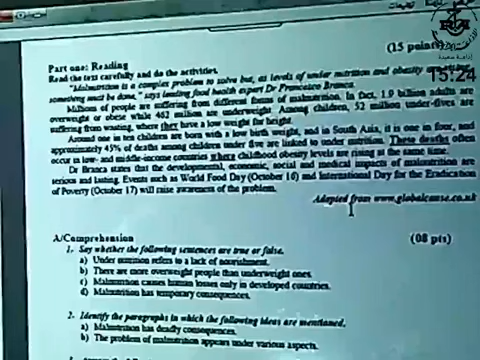 (15 points)
Part one: Reading
Read the text carefully and do the activities.
"Malnutrition is a complex problem to solve but, as levels of under nutrition and obesity
something must be done," says leading food health expert Dr Francesco Branca.
Millions of people are suffering from different forms of malnutrition. In fact, 1.9 billion adults are
overweight or obese while 462 million are underweight. Among children, 52 million under-fives are
suffering from wasting, where they have a low weight for height.
Around one in ten children are born with a low birth weight, and in South Asia, it is one in four, and
approximately 45% of deaths among children under five are linked to under nutrition. These deaths often
occur in low- and middle-income countries where childhood obesity levels are rising at the same time.
Dr Branca states that the developmental, economic, social and medical impacts of malnutrition are
serious and lasting. Events such as World Food Day (October 16) and International Day for the Eradication
of Poverty (October 17) will raise awareness of the problem.
Adapted from www.globalcause.co.uk
A/Comprehension (08 pts)
1. Say whether the following sentences are true or false.
a) Under nutrition refers to a lack of nourishment.
b) There are more overweight people than underweight ones.
c) Malnutrition causes human losses only in developed countries.
d) Malnutrition has temporary consequences.
2. Identify the paragraphs in which the following ideas are mentioned.
a) Malnutrition has deadly consequences.
b) The problem of malnutrition appears under various aspects.
15:24